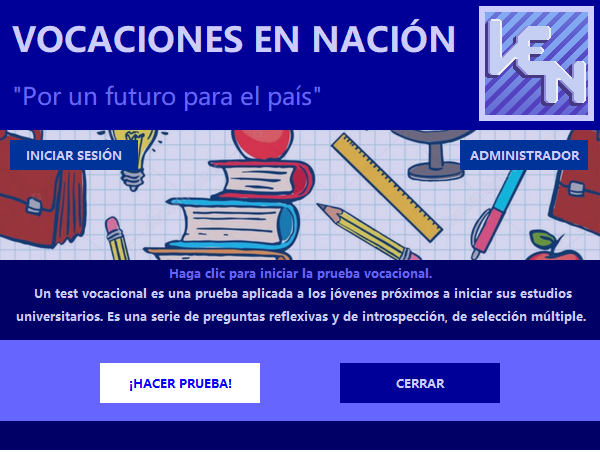 VOCACIONES EN NACIÓN
VEN
"Por un futuro para el país"
INICIAR SESIÓN
ADMINISTRADOR
Haga clic para iniciar la prueba vocacional.
Un test vocacional es una prueba aplicada a los jóvenes próximos a iniciar sus estudios
universitarios. Es una serie de preguntas reflexivas y de introspección, de selección múltiple.
¡HACER PRUEBA!
CERRAR